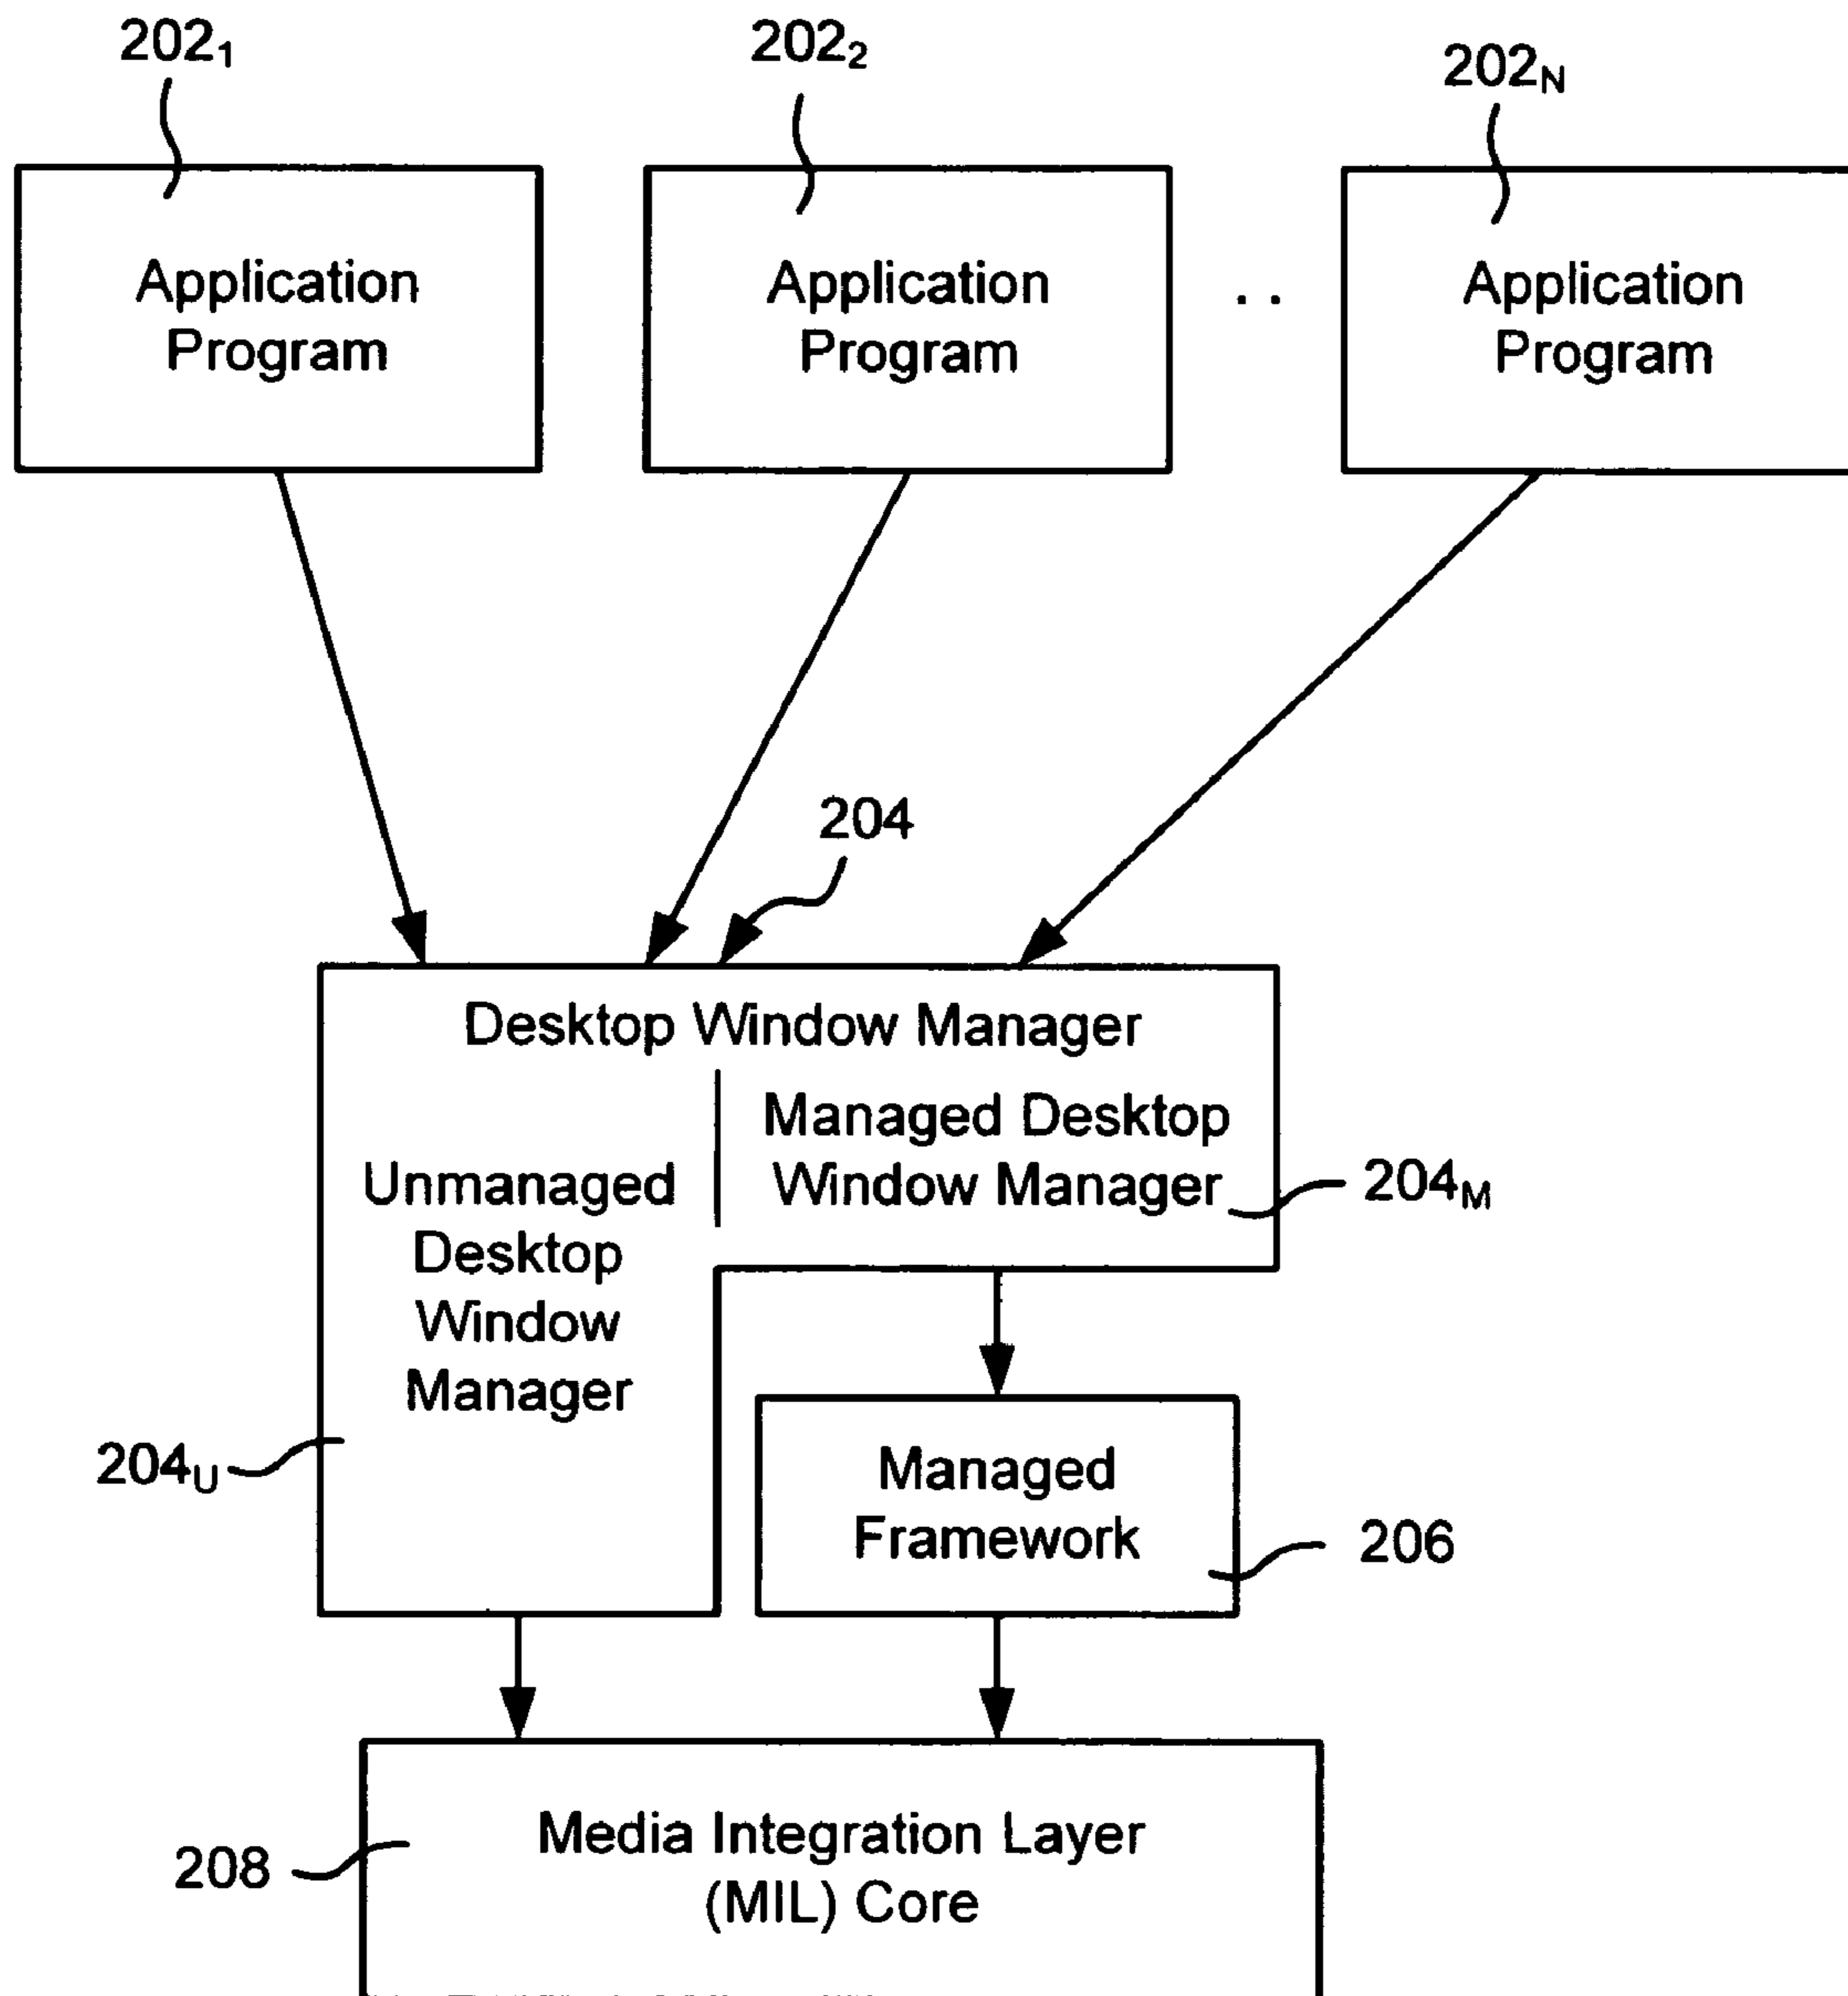 202₁
202₂
202N
Application
Program
Application
Program
. .
Application
Program
204
Desktop Window Manager
Managed Desktop
Window Manager
204M
Unmanaged
Desktop
Window
Manager
204U
Managed
Framework
206
Media Integration Layer
(MIL) Core
208